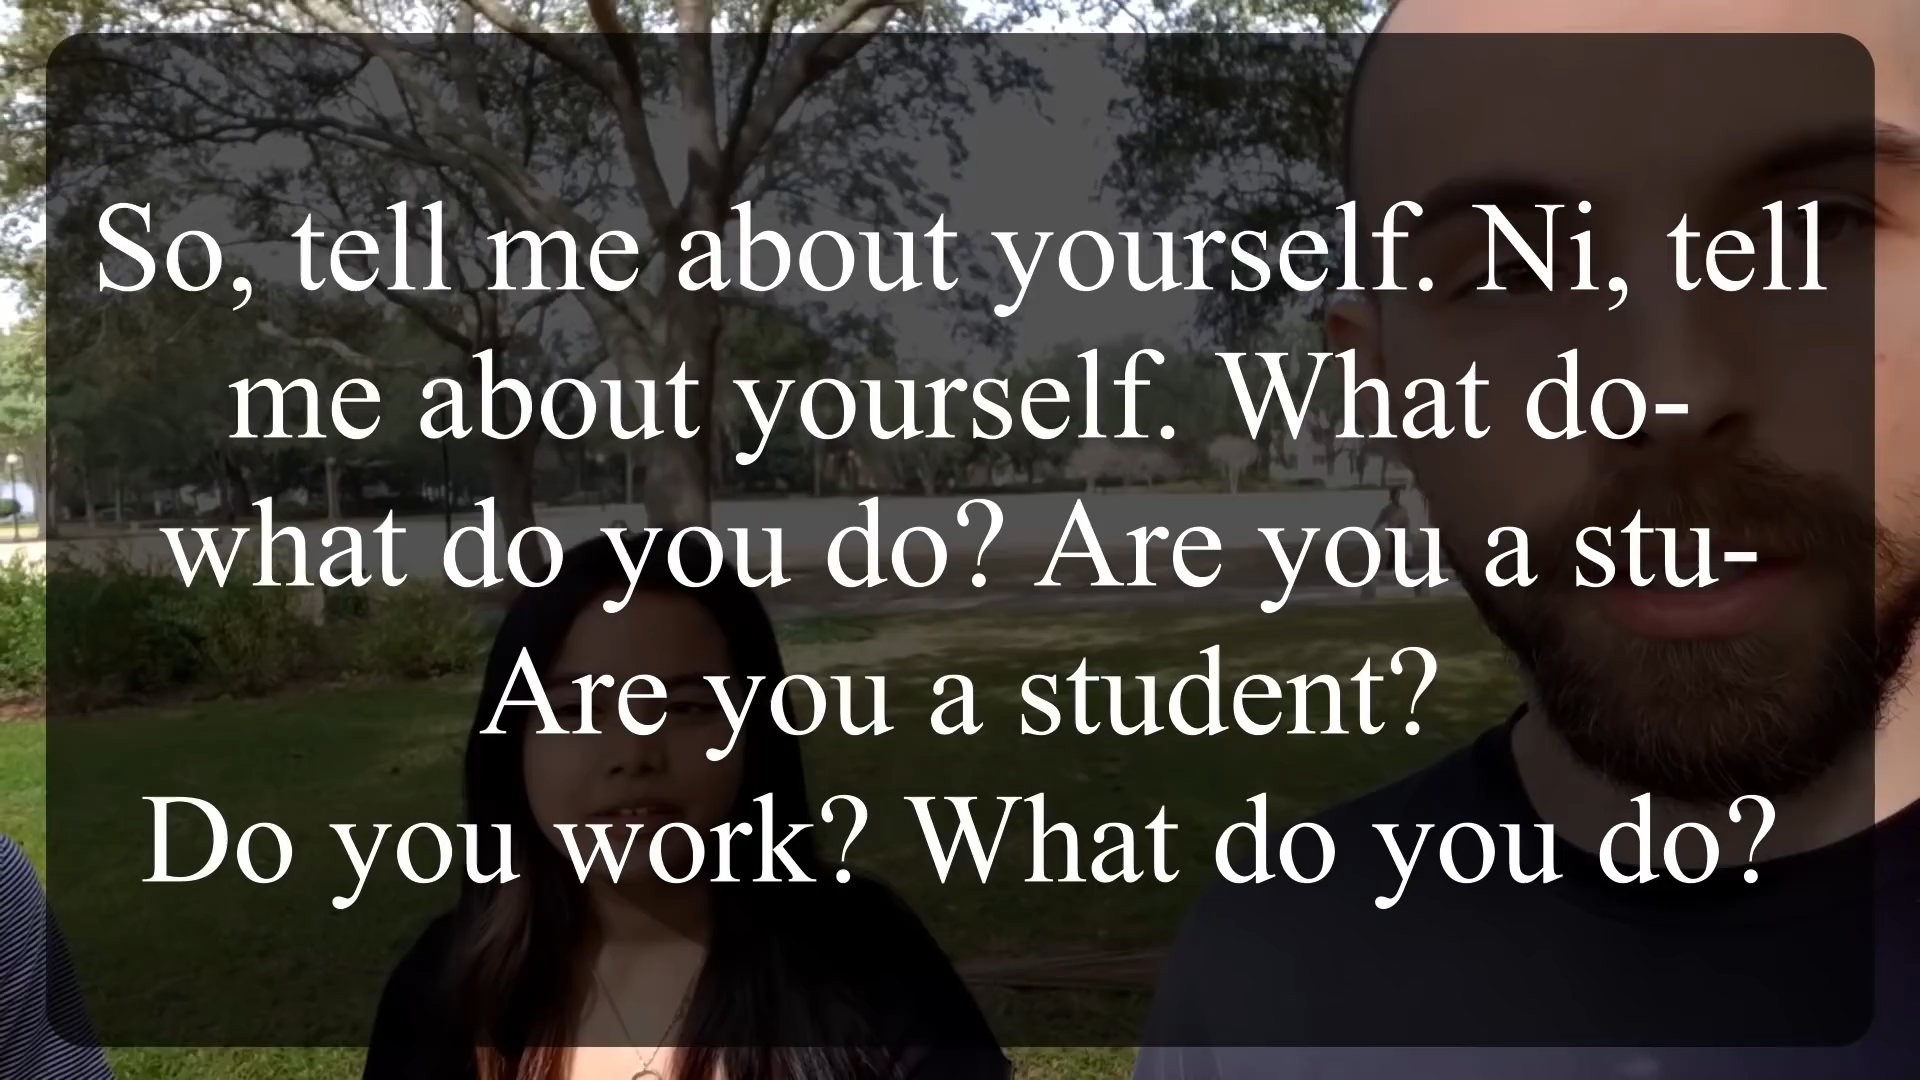 So, tell me about yourself. Ni, tell
me about yourself. What do-
what do you do? Are you a stu-
Are you a student?
Do you work? What do you do?